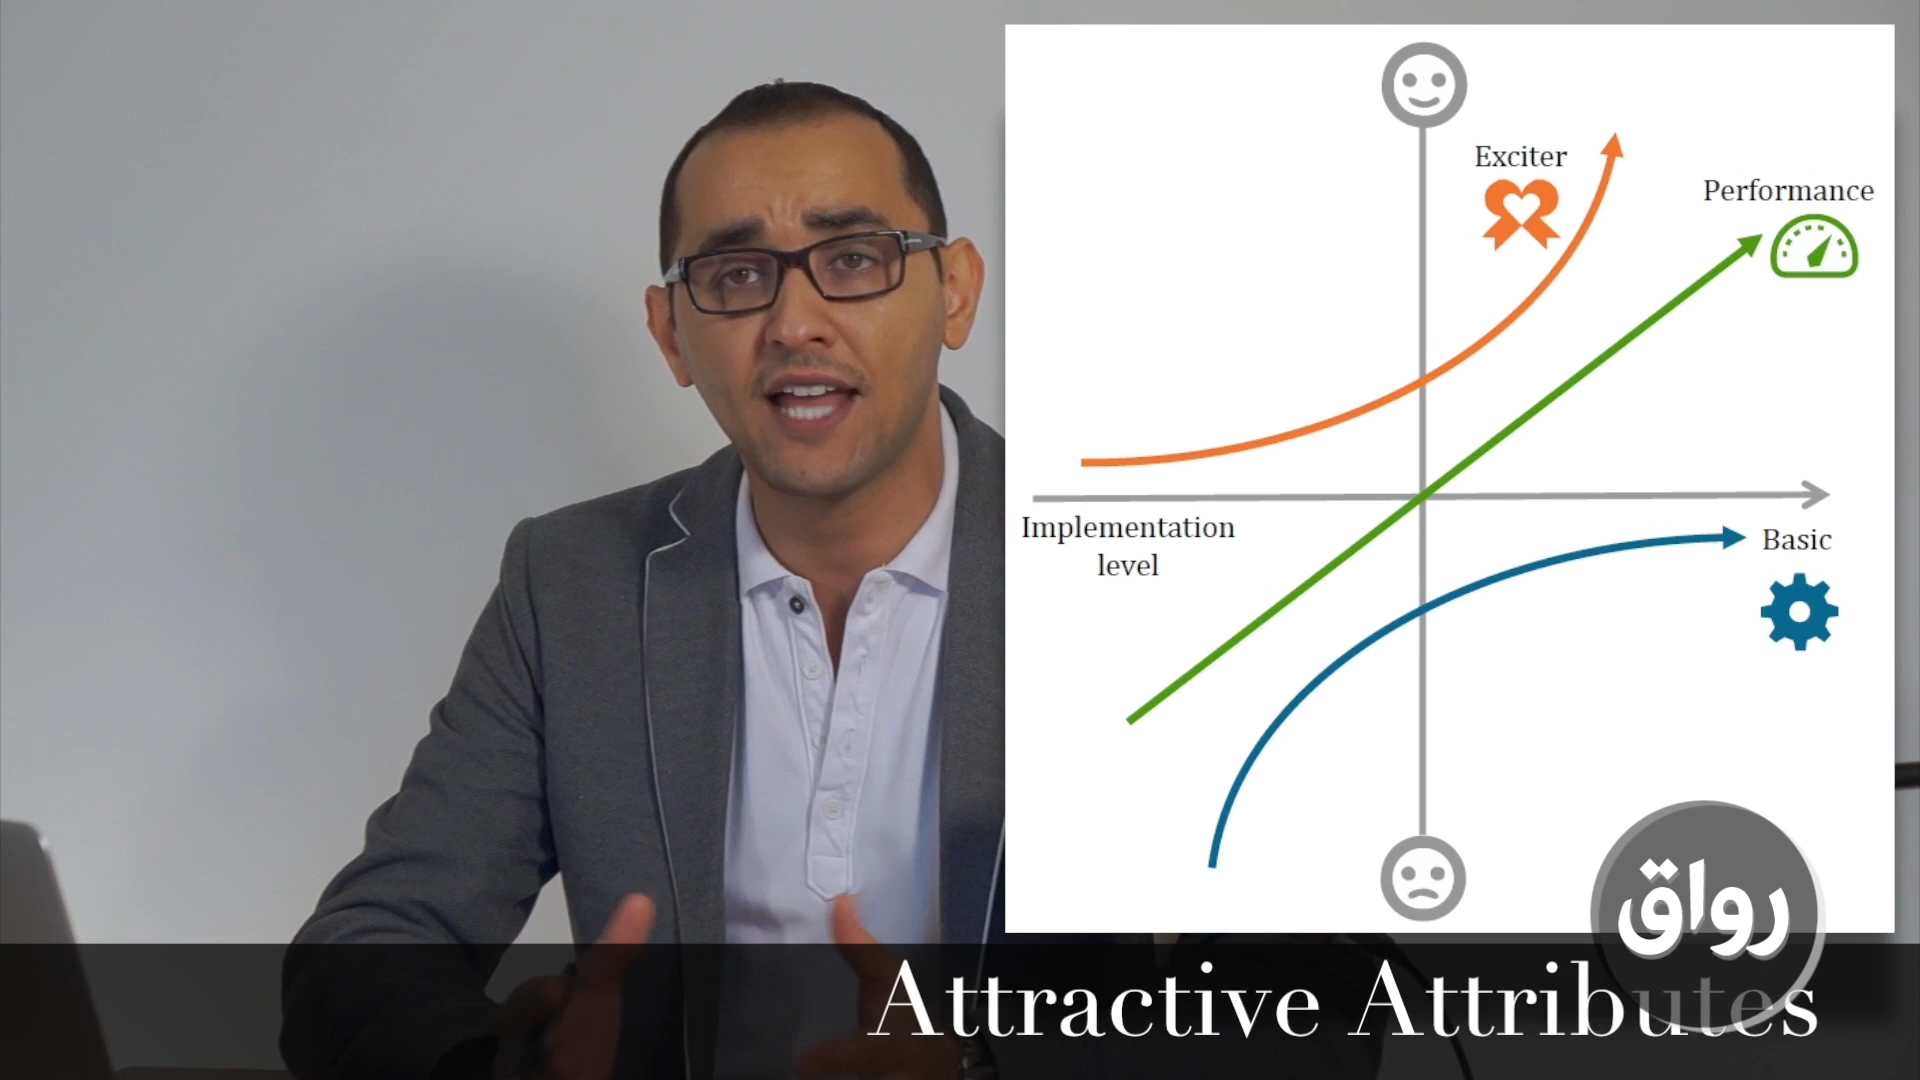 Exciter
Performance
Implementation
level
Basic
رواق
Attractive Attributes